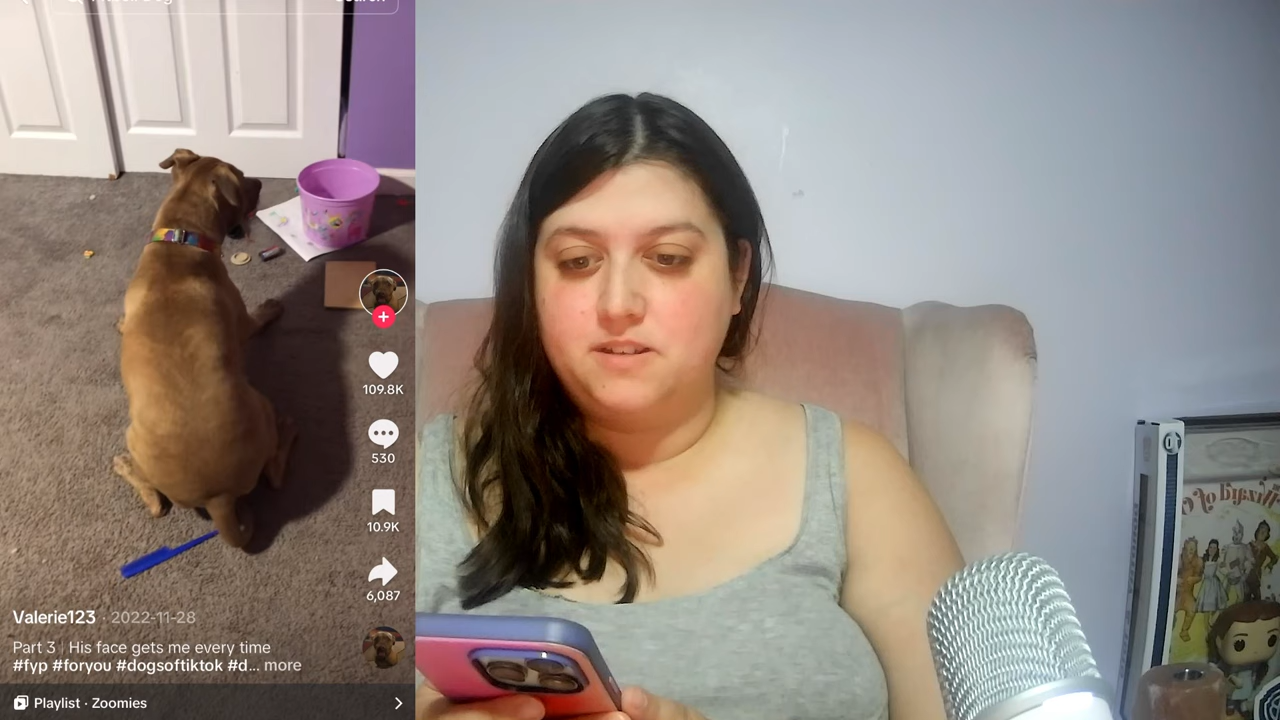 Search
109.8K
530
10.9K
6,087
Valerie123 · 2022-11-28
Part 3 | His face gets me every time
#fyp #foryou #dogsoftiktok #d... more
Playlist · Zoomies